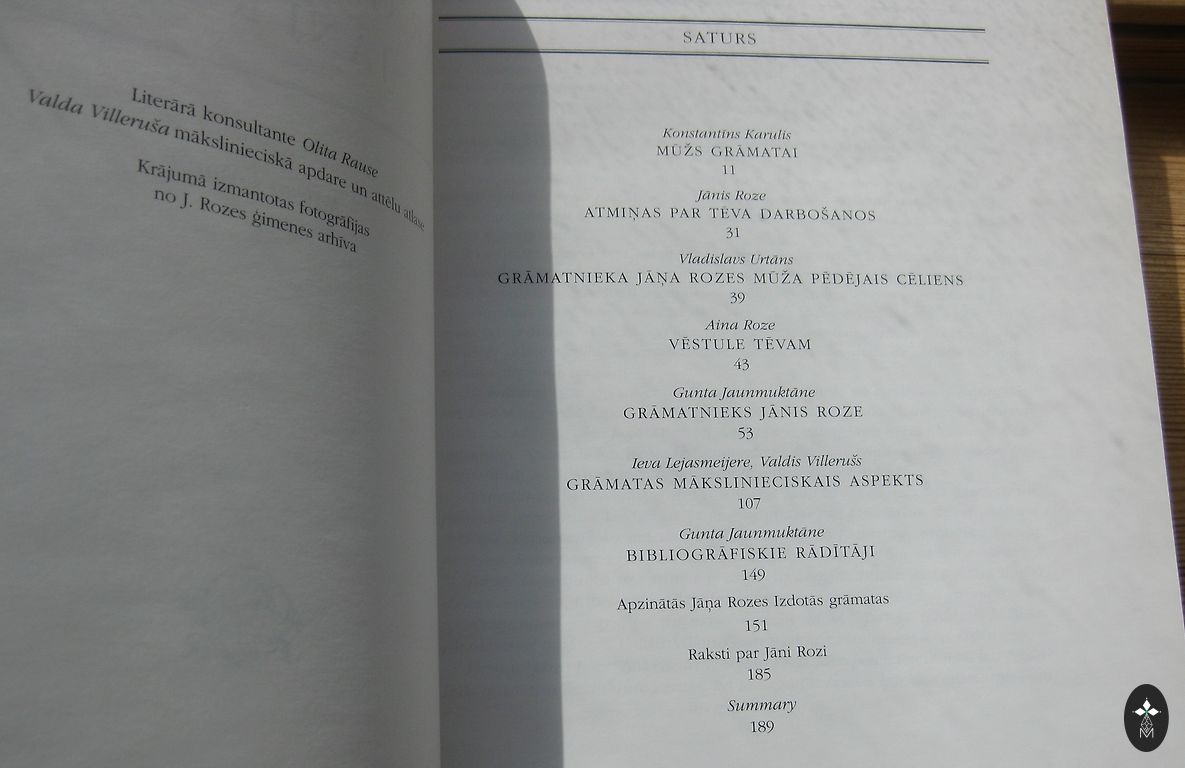 Literārā konsultante Olita Rause
Valda Villeruša mākslinieciskā apdare un attēlu atlase
Krājumā izmantotas fotogrāfijas
no J. Rozes ģimenes arhīva
SATURS
Konstantīns Karulis
MŪŽS GRĀMATAI
11
Jānis Roze
ATMIŅAS PAR TĒVA DARBOŠANOS
31
Vladislavs Urtāns
GRĀMATNIEKA JĀŅA ROZES MŪŽA PĒDĒJAIS CĒLIENS
39
Aina Roze
VĒSTULE TĒVAM
43
Gunta Jaunmuktāne
GRĀMATNIEKS JĀNIS ROZE
53
Ieva Lejasmeijere, Valdis Villerušs
GRĀMATAS MĀKSLINIECISKAIS ASPEKTS
107
Gunta Jaunmuktāne
BIBLIOGRĀFISKIE RĀDĪTĀJI
149
Apzinātās Jāņa Rozes Izdotās grāmatas
151
Raksti par Jāni Rozi
185
Summary
189
M